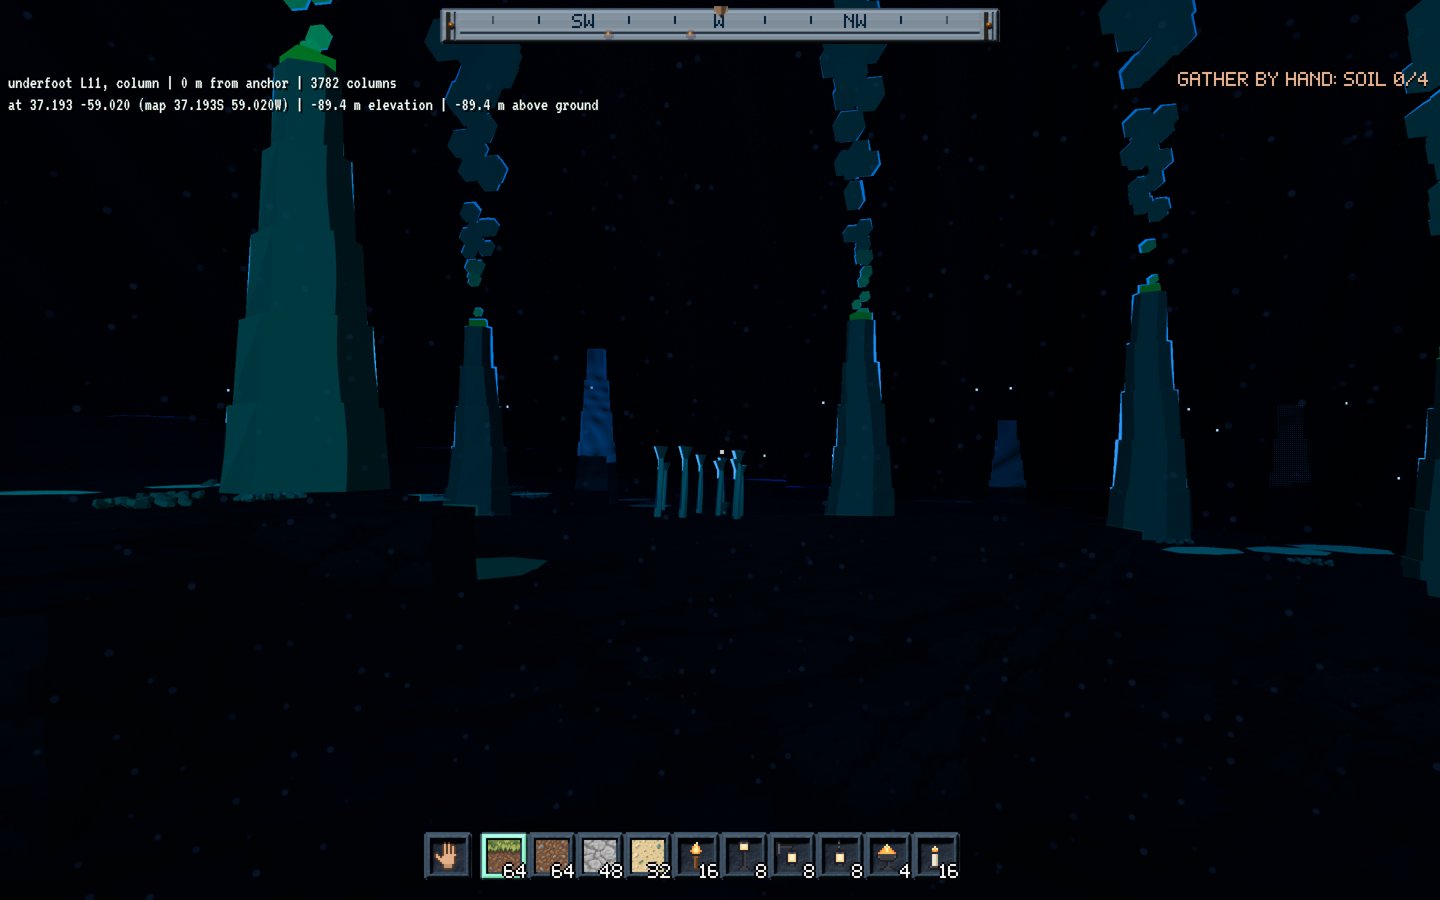 SW W NW
underfoot L11, column | 0 m from anchor | 3782 columns
GATHER BY HAND: SOIL 0/4
at 37.193 -59.020 (map 37.193S 59.020W) | -89.4 m elevation | -89.4 m above ground
64 64 48 32 16 8 8 8 4 16